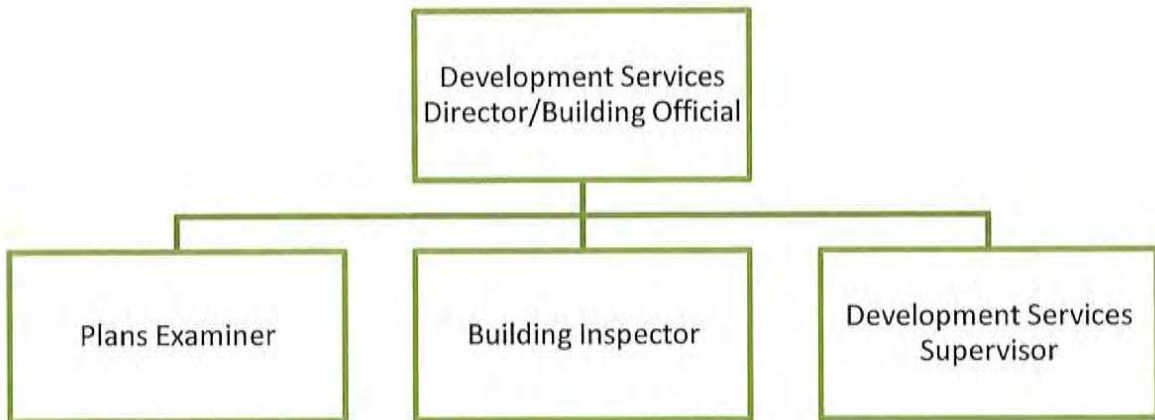 Development Services
Director/Building Official
Plans Examiner
Building Inspector
Development Services
Supervisor